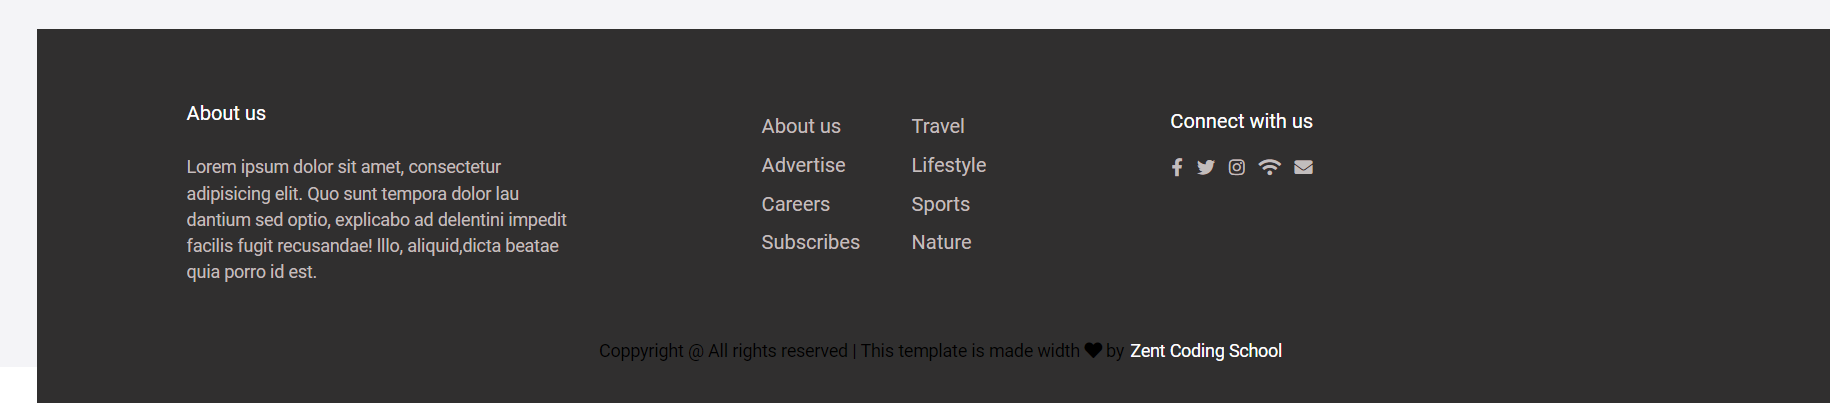 About us
Lorem ipsum dolor sit amet, consectetur
adipisicing elit. Quo sunt tempora dolor lau
dantium sed optio, explicabo ad delentini impedit
facilis fugit recusandae! lllo, aliquid,dicta beatae
quia porro id est.
About us
Advertise
Careers
Subscribes
Travel
Lifestyle
Sports
Nature
Connect with us
Coppyright @ All rights reserved | This template is made width ♥ by Zent Coding School